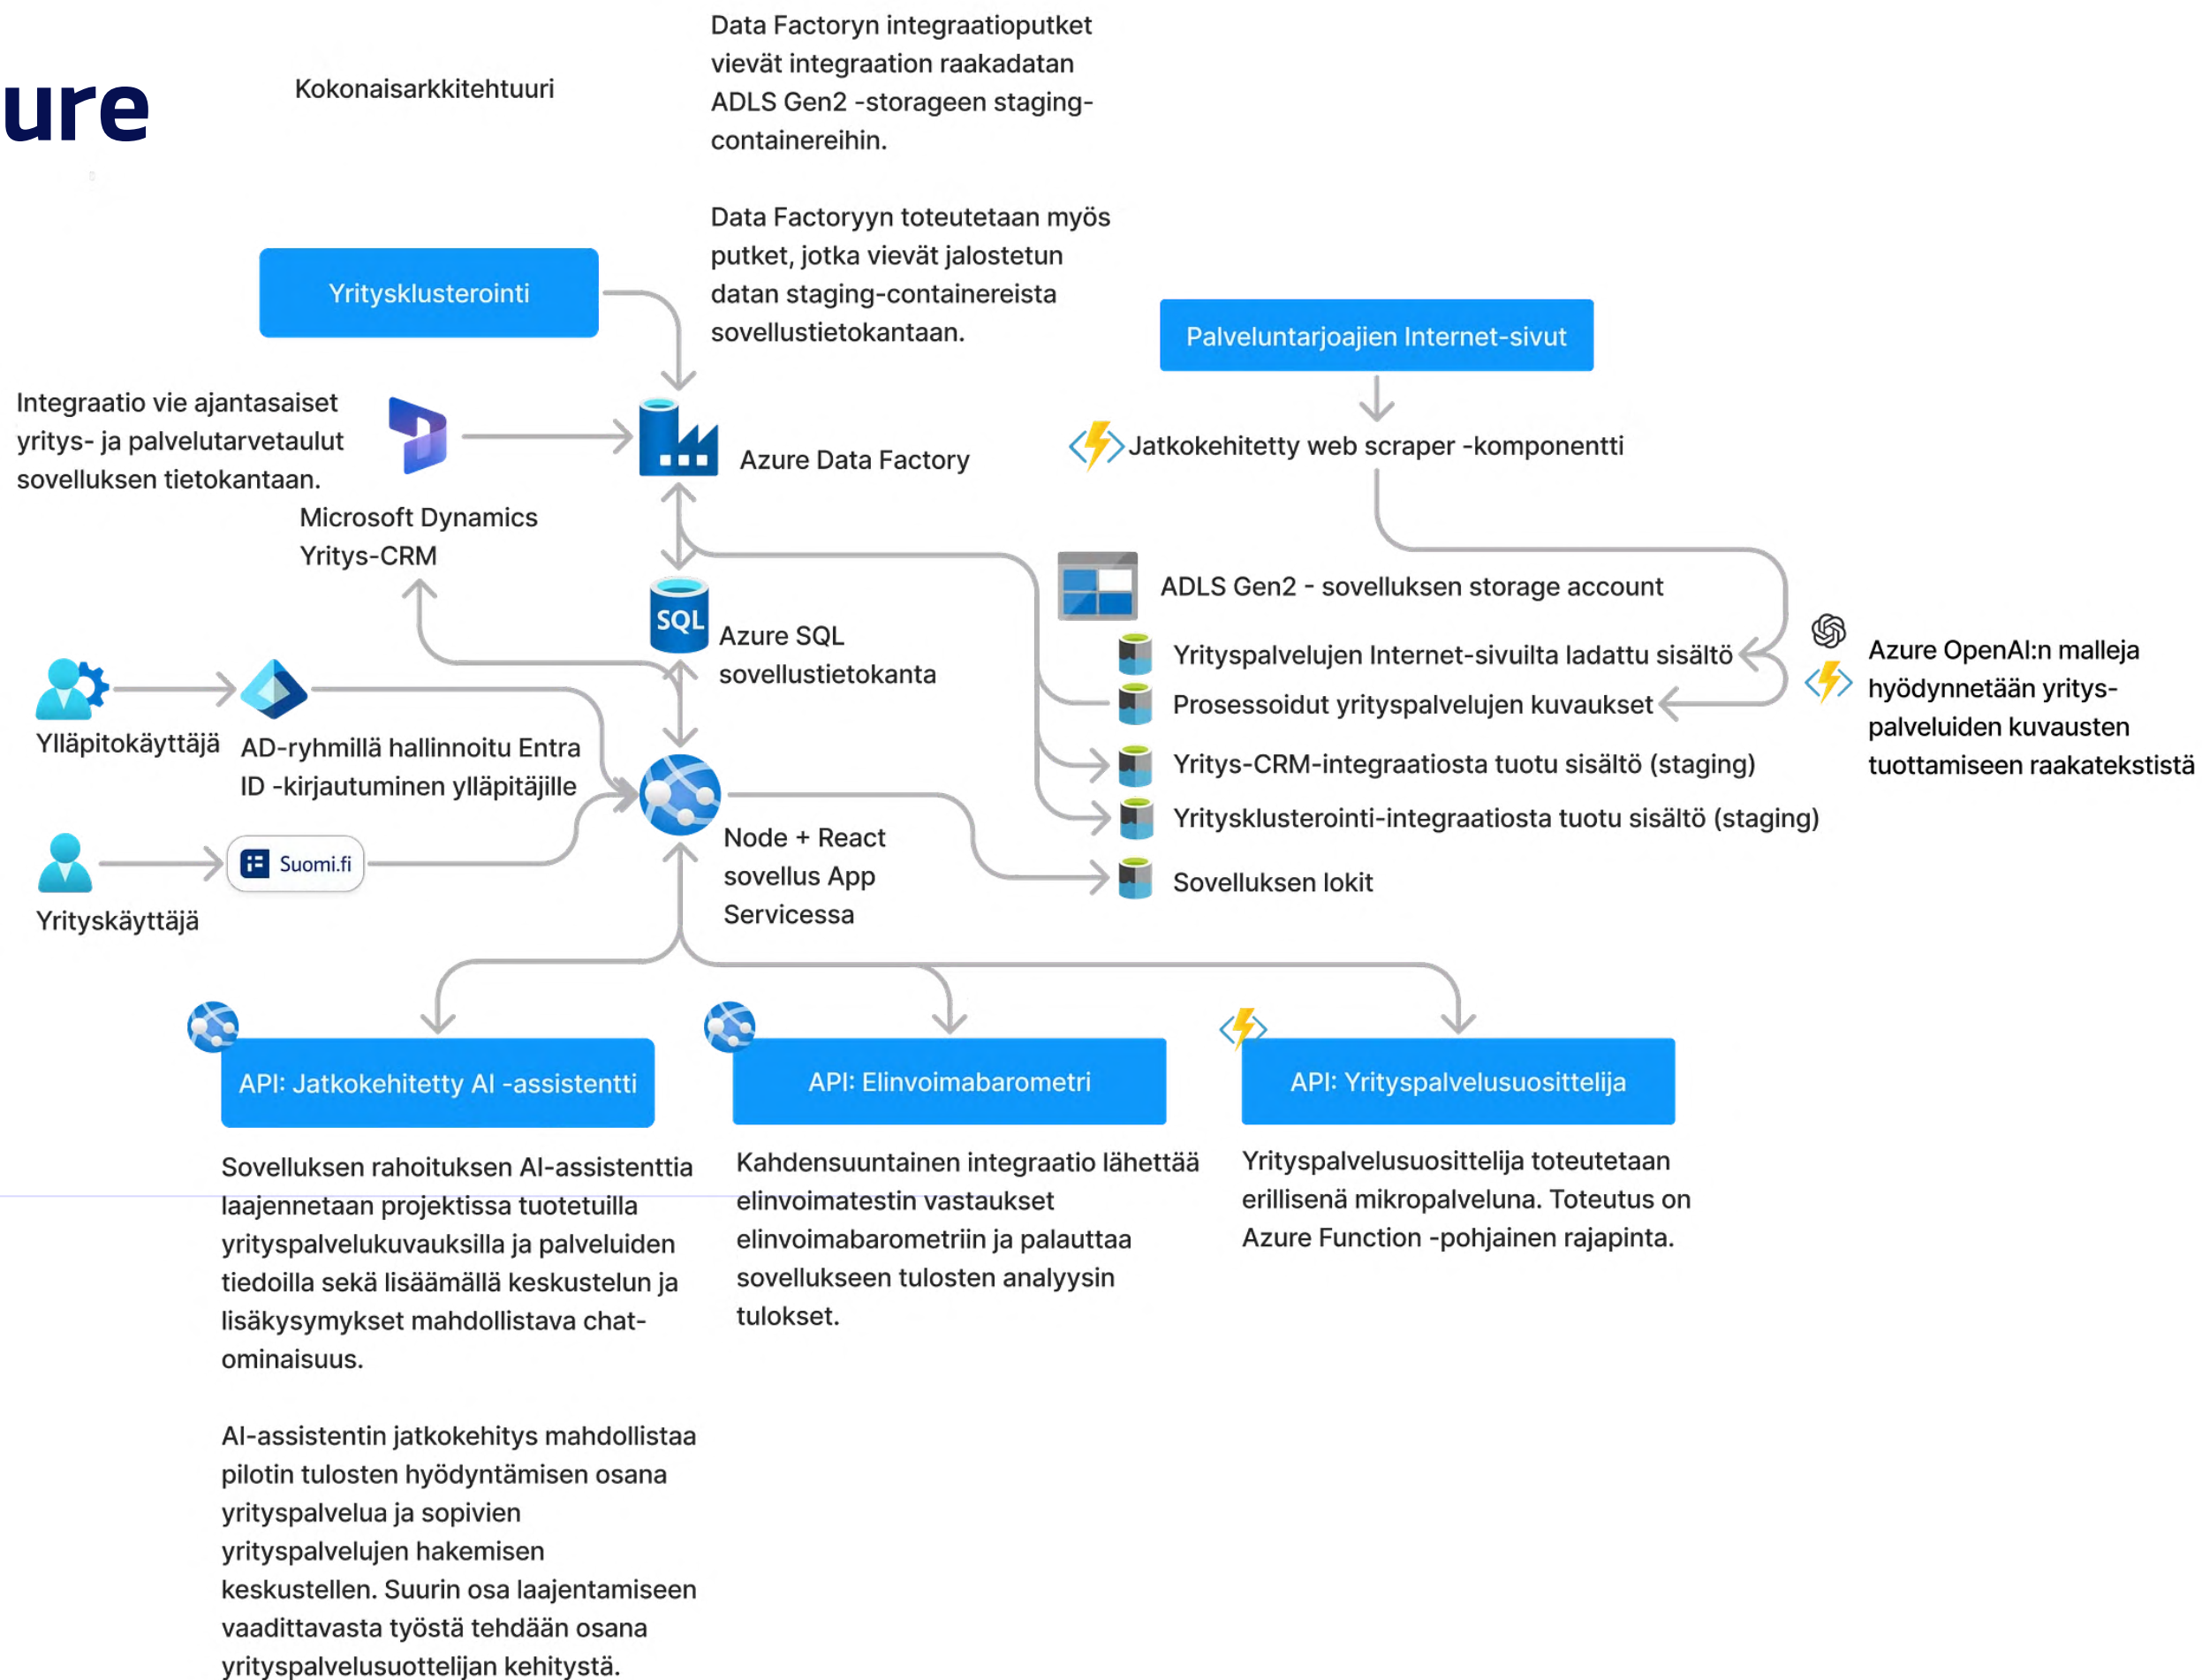 ure
Kokonaisarkkitehtuuri
Data Factoryn integraatioputket
vievät integraation raakadatan
ADLS Gen2 -storageen staging-
containereihin.
Data Factoryyn toteutetaan myös
putket, jotka vievät jalostetun
datan staging-containereista
sovellustietokantaan.
Yritysklusterointi
Palveluntarjoajien Internet-sivut
Integraatio vie ajantasaiset
yritys- ja palvelutarvetaulut
sovelluksen tietokantaan.
Azure Data Factory
Jatkokehitetty web scraper -komponentti
Microsoft Dynamics
Yritys-CRM
SQL
Azure SQL
sovellustietokanta
ADLS Gen2 - sovelluksen storage account
Yrityspalvelujen Internet-sivuilta ladattu sisältö
Prosessoidut yrityspalvelujen kuvaukset
Yritys-CRM-integraatiosta tuotu sisältö (staging)
Yritysklusterointi-integraatiosta tuotu sisältö (staging)
Sovelluksen lokit
Azure OpenAI:n malleja
hyödynnetään yritys-
palveluiden kuvausten
tuottamiseen raakatekstistä
Ylläpitokäyttäjä
AD-ryhmillä hallinnoitu Entra
ID -kirjautuminen ylläpitäjille
Suomi.fi
Yrityskäyttäjä
Node + React
sovellus App
Servicessa
API: Jatkokehitetty AI -assistentti
API: Elinvoimabarometri
API: Yrityspalvelusuosittelija
Sovelluksen rahoituksen AI-assistenttia
laajennetaan projektissa tuotetuilla
yrityspalvelukuvauksilla ja palveluiden
tiedoilla sekä lisäämällä keskustelun ja
lisäkysymykset mahdollistava chat-
ominaisuus.
AI-assistentin jatkokehitys mahdollistaa
pilotin tulosten hyödyntämisen osana
yrityspalvelua ja sopivien
yrityspalvelujen hakemisen
keskustellen. Suurin osa laajentamiseen
vaadittavasta työstä tehdään osana
yrityspalvelusuottelijan kehitystä.
Kahdensuuntainen integraatio lähettää
elinvoimatestin vastaukset
elinvoimabarometriin ja palauttaa
sovellukseen tulosten analyysin
tulokset.
Yrityspalvelusuosittelija toteutetaan
erillisenä mikropalveluna. Toteutus on
Azure Function -pohjainen rajapinta.